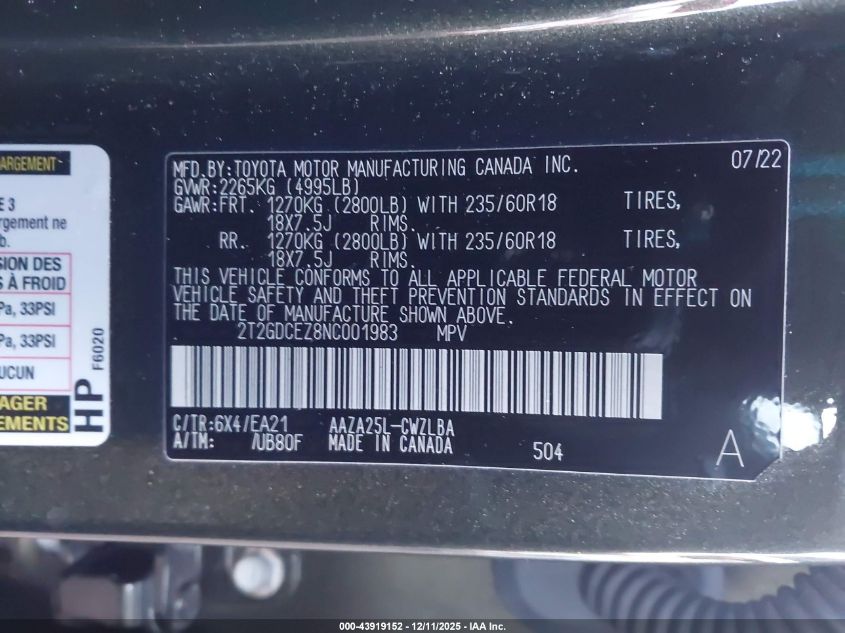 ARGEMENT
E 3
argement ne
b.
SION DES
S À FROID
Pa, 33PSI
Pa, 33PSI
UCUN
AGER
EMENTS
HP
F6020
MFD.BY:TOYOTA MOTOR MANUFACTURING CANADA INC. 07/22
GVWR:2265KG (4995LB)
GAWR:FRT. 1270KG (2800LB) WITH 235/60R18 TIRES,
18X7.5J RIMS.
RR. 1270KG (2800LB) WITH 235/60R18 TIRES,
18X7.5J RIMS.
THIS VEHICLE CONFORMS TO ALL APPLICABLE FEDERAL MOTOR
VEHICLE SAFETY AND THEFT PREVENTION STANDARDS IN EFFECT ON
THE DATE OF MANUFACTURE SHOWN ABOVE.
2T2GDCEZ8NC001983 MPV
C/TR:6X4/EA21 AAZA25L-CWZLBA
A/TM: /UB80F MADE IN CANADA 504 A
000-43919152 - 12/11/2025 - IAA Inc.